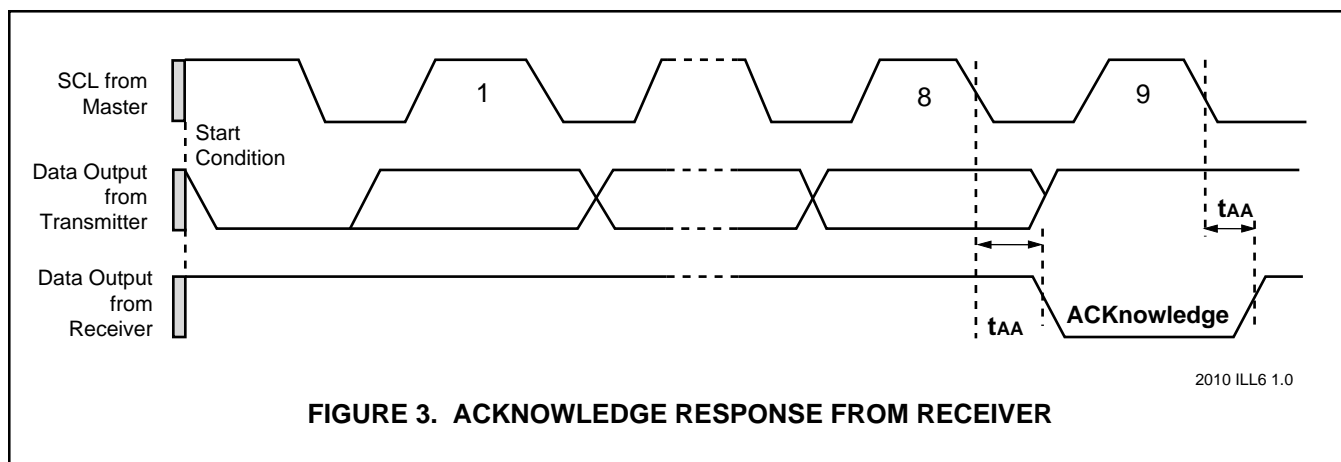 SCL from
Master
1
8
9
Start
Condition
Data Output
from
Transmitter
tAA
Data Output
from
Receiver
tAA
ACKnowledge
2010 ILL6 1.0
FIGURE 3. ACKNOWLEDGE RESPONSE FROM RECEIVER